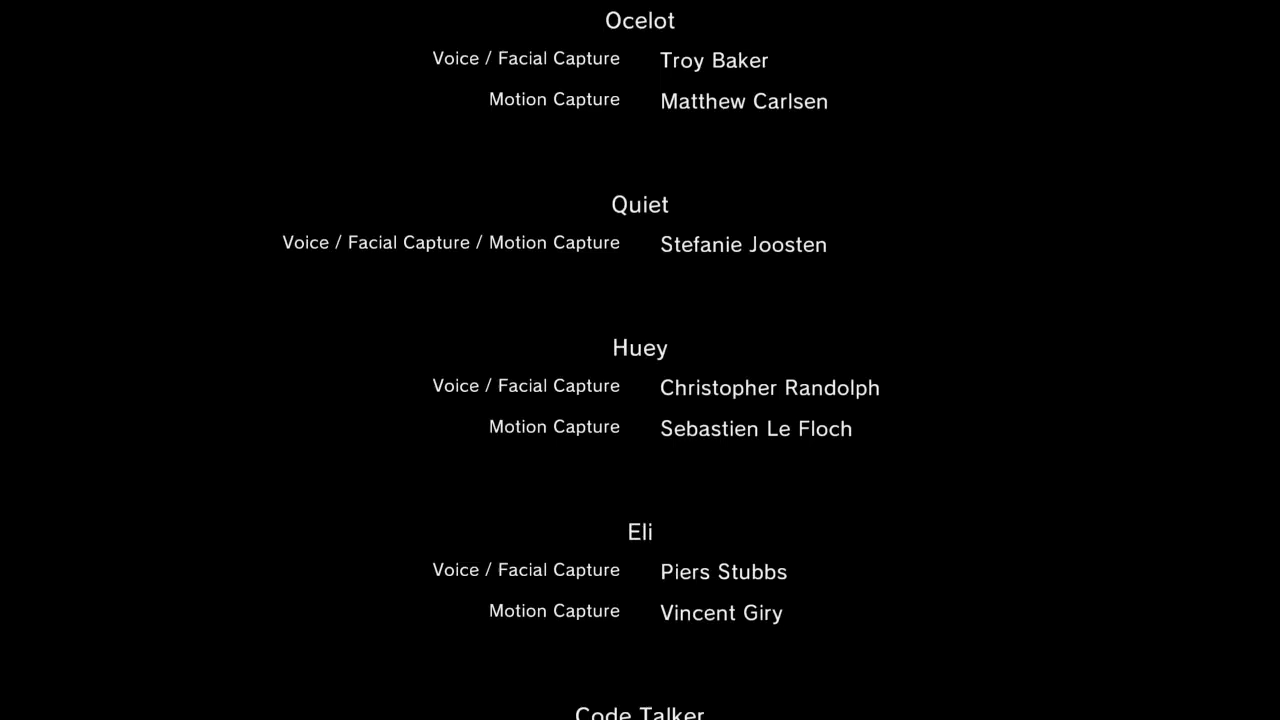 Ocelot
Voice / Facial Capture Troy Baker
Motion Capture Matthew Carlsen
Quiet
Voice / Facial Capture / Motion Capture Stefanie Joosten
Huey
Voice / Facial Capture Christopher Randolph
Motion Capture Sebastien Le Floch
Eli
Voice / Facial Capture Piers Stubbs
Motion Capture Vincent Giry
Code Talker